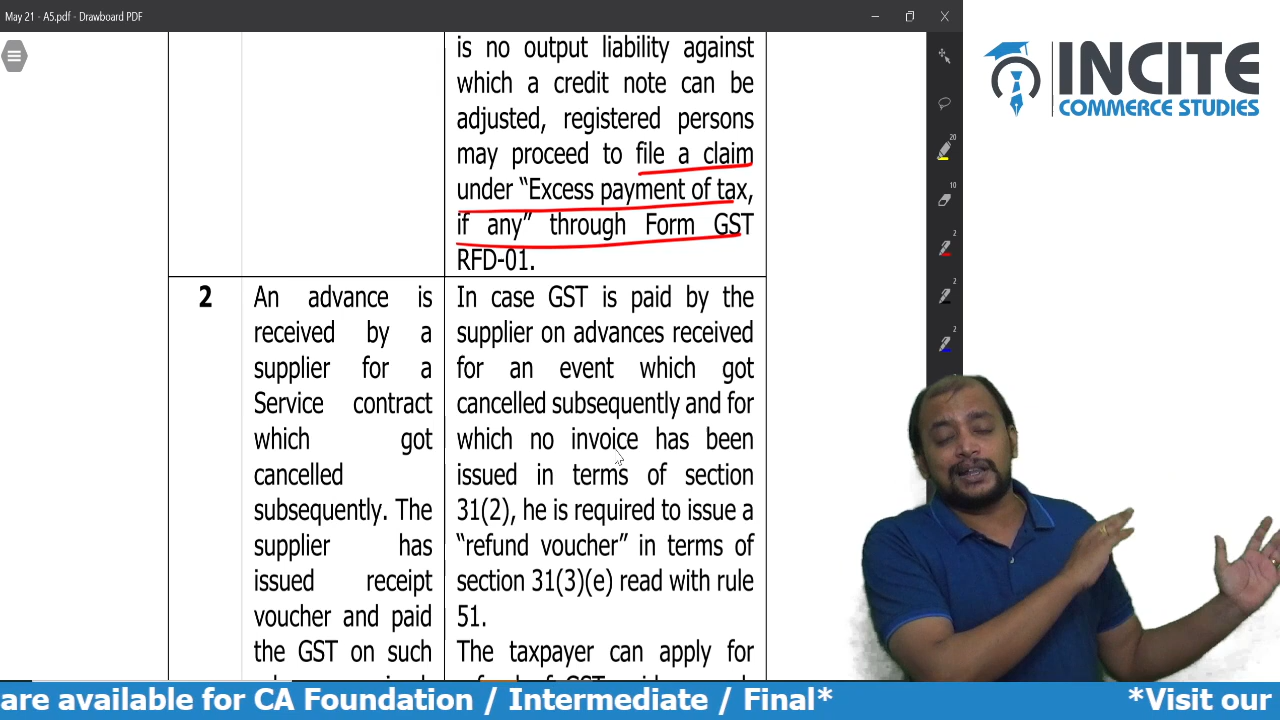 May 21 - A5.pdf - Drawboard PDF
INCITE
COMMERCE STUDIES
is no output liability against
which a credit note can be
adjusted, registered persons
may proceed to file a claim
under “Excess payment of tax,
if any” through Form GST
RFD-01.
2
An advance is
received by a
supplier for a
Service contract
which got
cancelled
subsequently. The
supplier has
issued receipt
voucher and paid
the GST on such
In case GST is paid by the
supplier on advances received
for an event which got
cancelled subsequently and for
which no invoice has been
issued in terms of section
31(2), he is required to issue a
“refund voucher” in terms of
section 31(3)(e) read with rule
51.
The taxpayer can apply for
20
10
2
2
2
are available for CA Foundation / Intermediate / Final* *Visit our